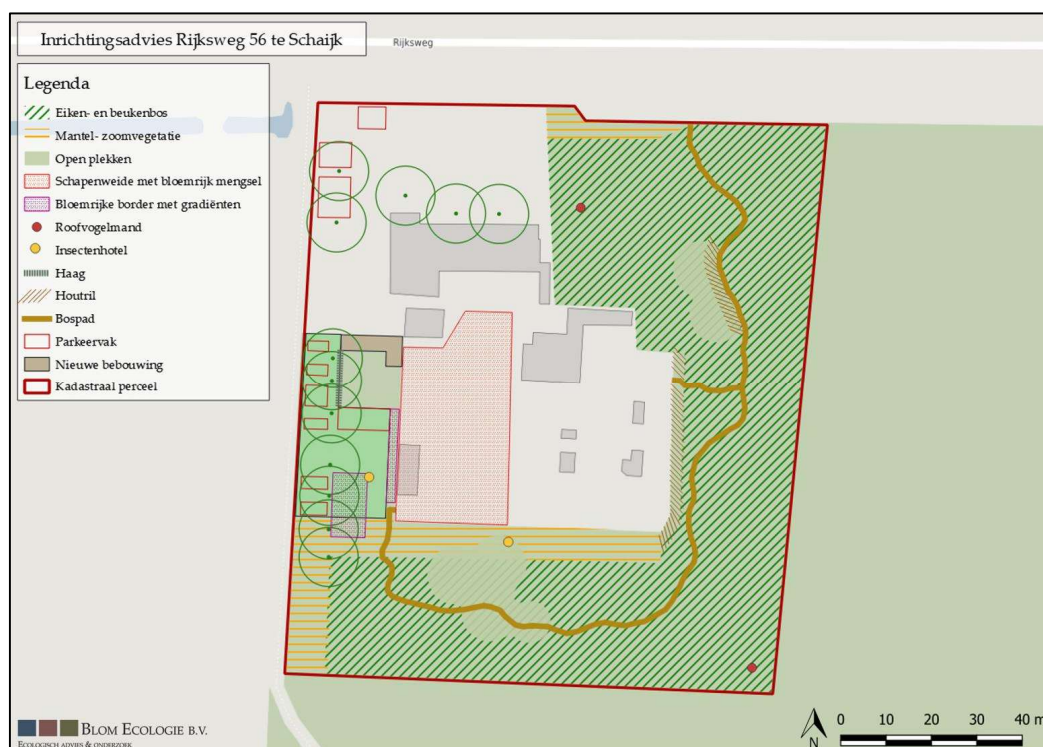 Inrichtingsadvies Rijksweg 56 te Schaijk
Rijksweg
Legenda
Eiken- en beukenbos
Mantel- zoomvegetatie
Open plekken
Schapenweide met bloemrijk mengsel
Bloemrijke border met gradiënten
Roofvogelmand
Insectenhotel
Haag
Houtril
Bospad
Parkeervak
Nieuwe bebouwing
Kadastraal perceel
BLOM ECOLOGIE B.V.
ECOLOGISCH ADVIES & ONDERZOEK
N
0 10 20 30 40 m